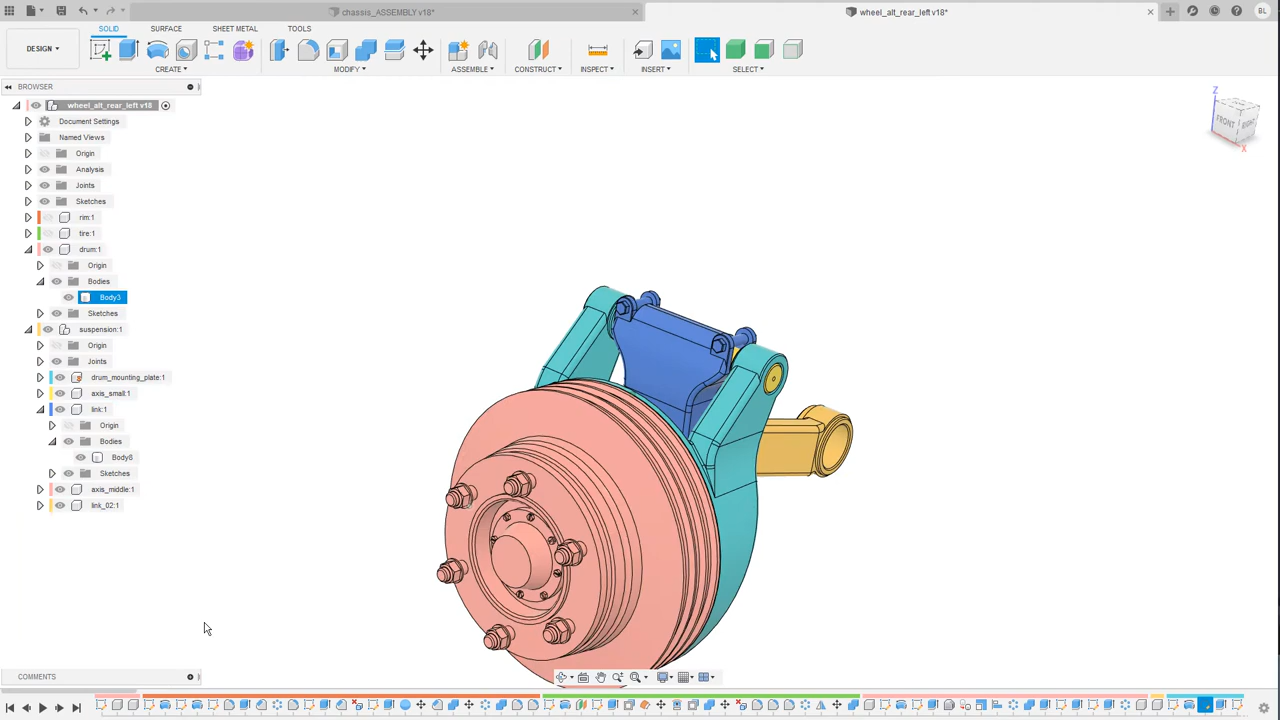 chassis_ASSEMBLY v18*
wheel_alt_rear_left v18*
BL
SOLID
SURFACE
SHEET METAL
TOOLS
DESIGN
CREATE
MODIFY
ASSEMBLE
CONSTRUCT
INSPECT
INSERT
SELECT
BROWSER
wheel_alt_rear_left v18
Document Settings
Named Views
Origin
Analysis
Joints
Sketches
rim:1
tire:1
drum:1
Origin
Bodies
Body3
Sketches
suspension:1
Origin
Joints
drum_mounting_plate:1
axis_small:1
link:1
Origin
Bodies
Body8
Sketches
axis_middle:1
link_02:1
Z
FRONT
RIGHT
X
COMMENTS